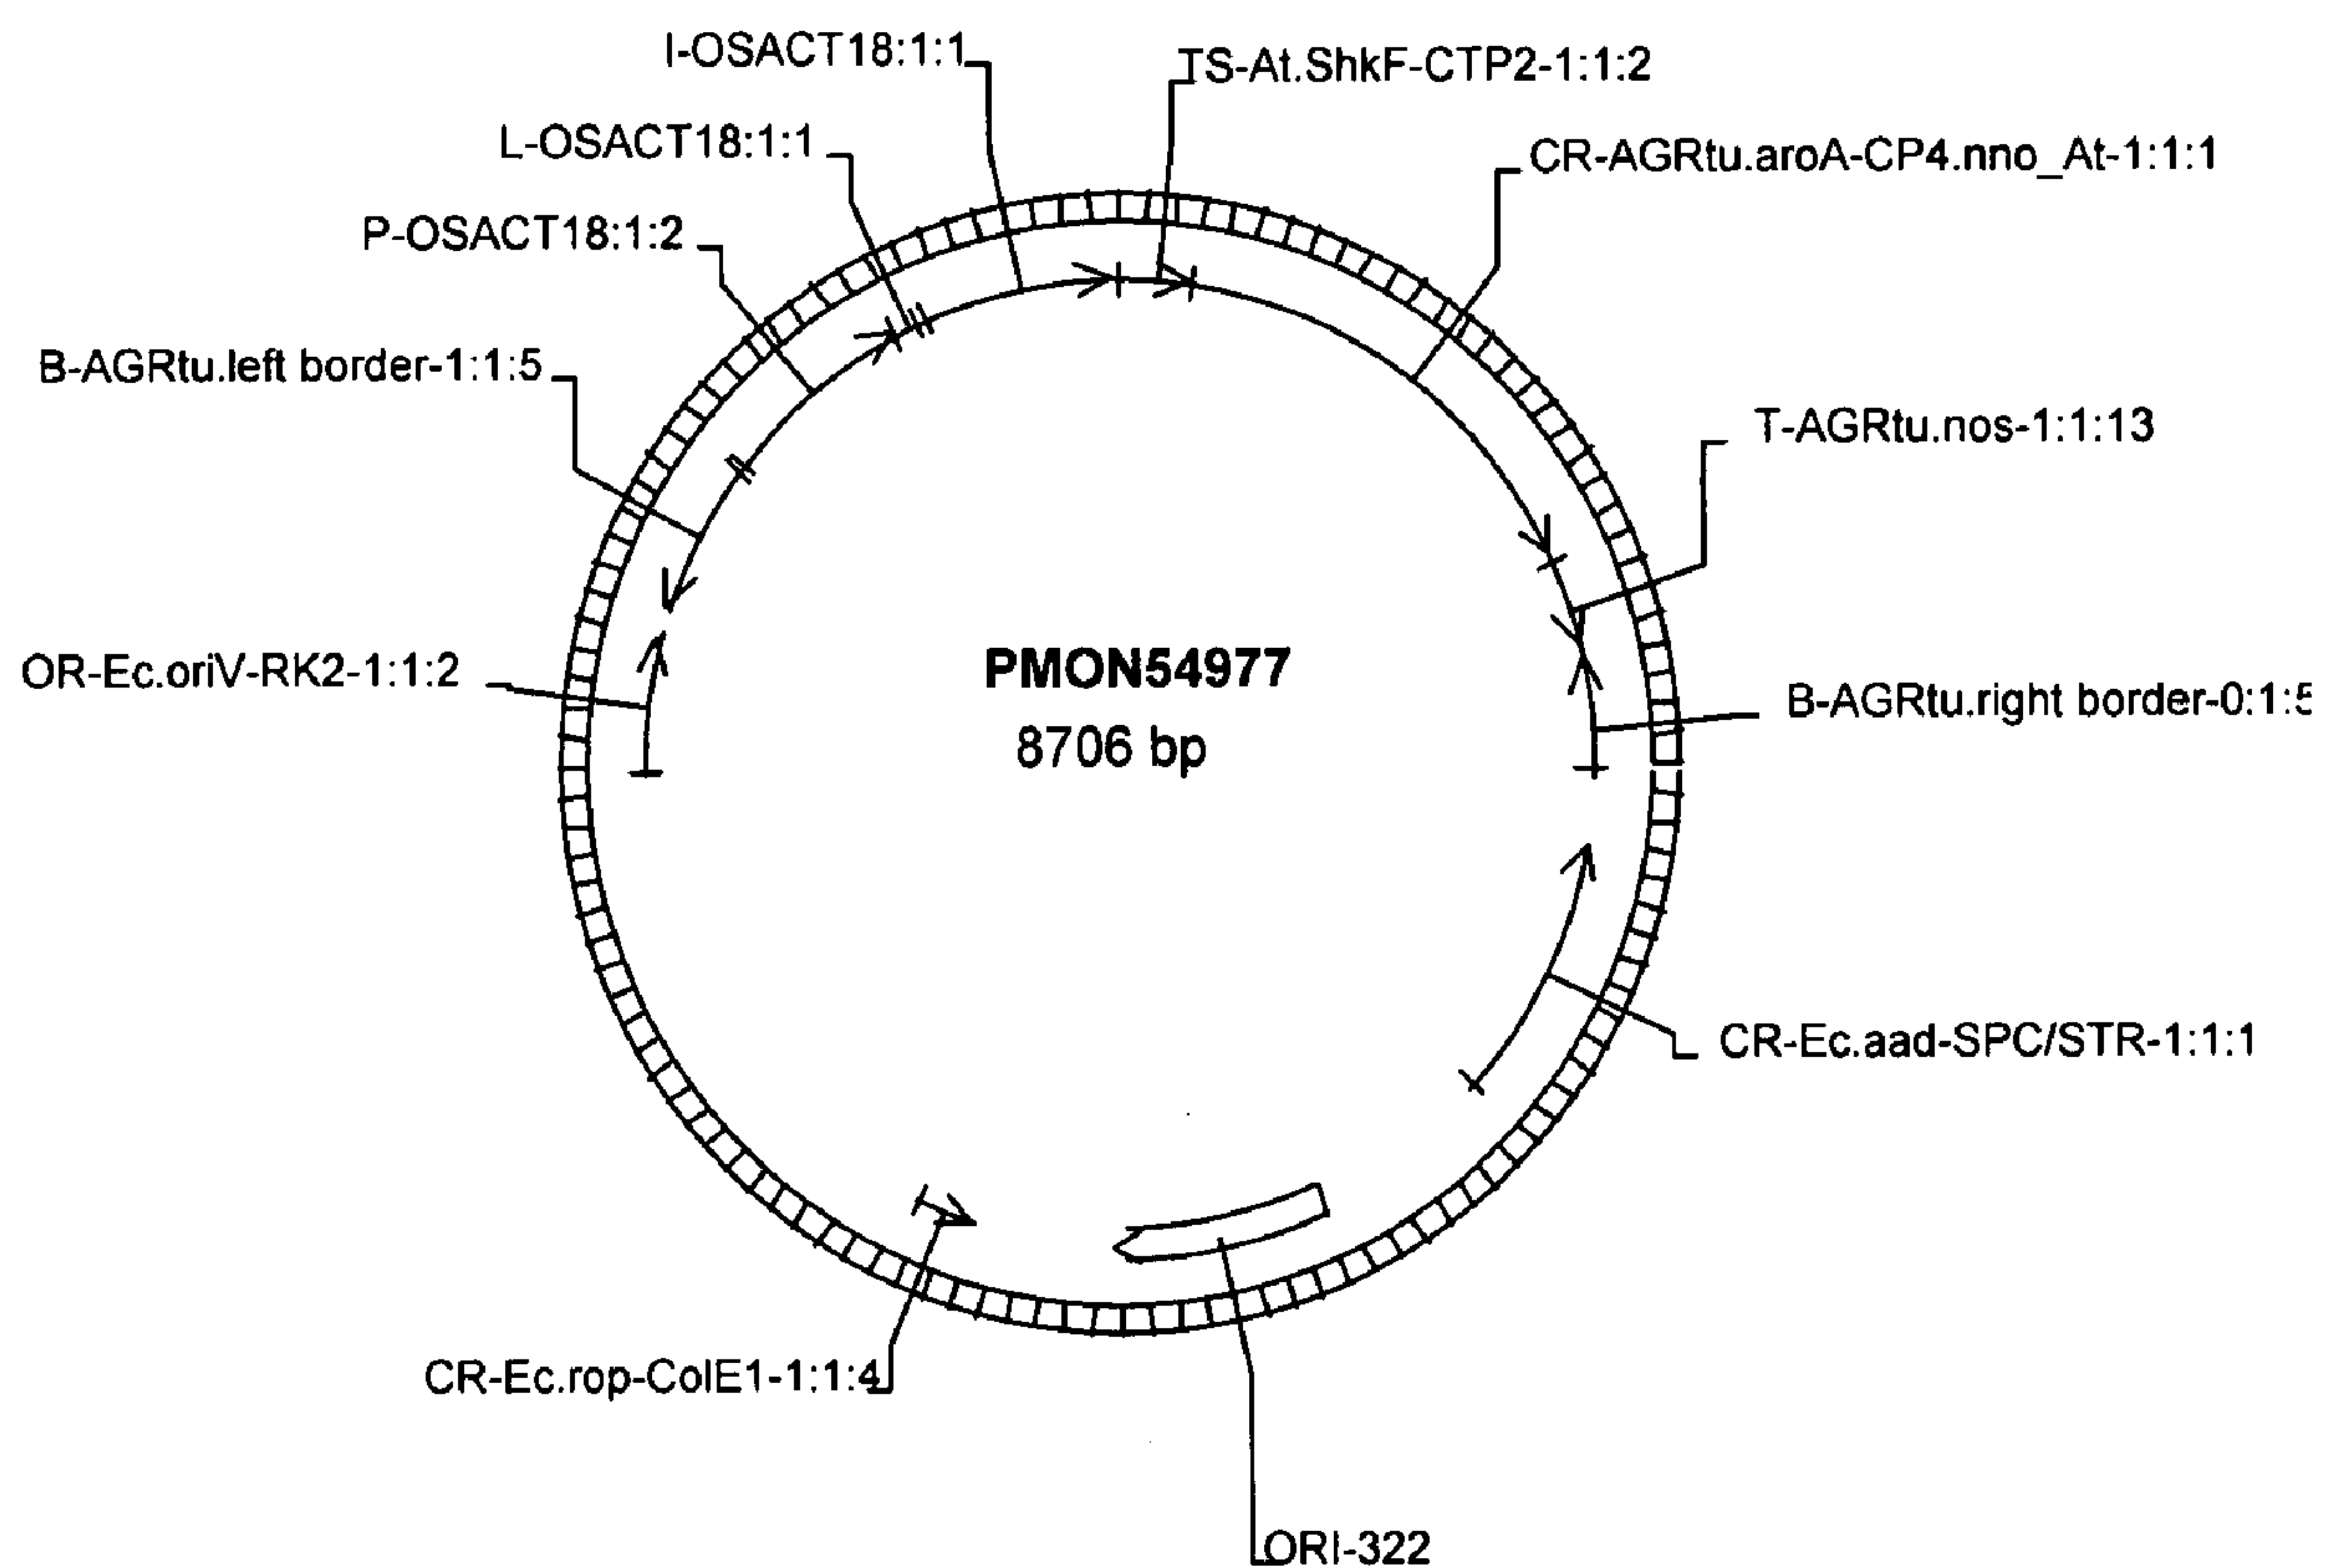 I-OSACT18:1:1
TS-At.ShkF-CTP2-1:1:2
L-OSACT18:1:1
CR-AGRtu.aroA-CP4.nno_At-1:1:1
P-OSACT18:1:2
B-AGRtu.left border-1:1:5
T-AGRtu.nos-1:1:13
OR-Ec.oriV-RK2-1:1:2
PMON54977
8706 bp
B-AGRtu.right border-0:1:5
CR-Ec.aad-SPC/STR-1:1:1
CR-Ec.rop-ColE1-1:1:4
ORI-322